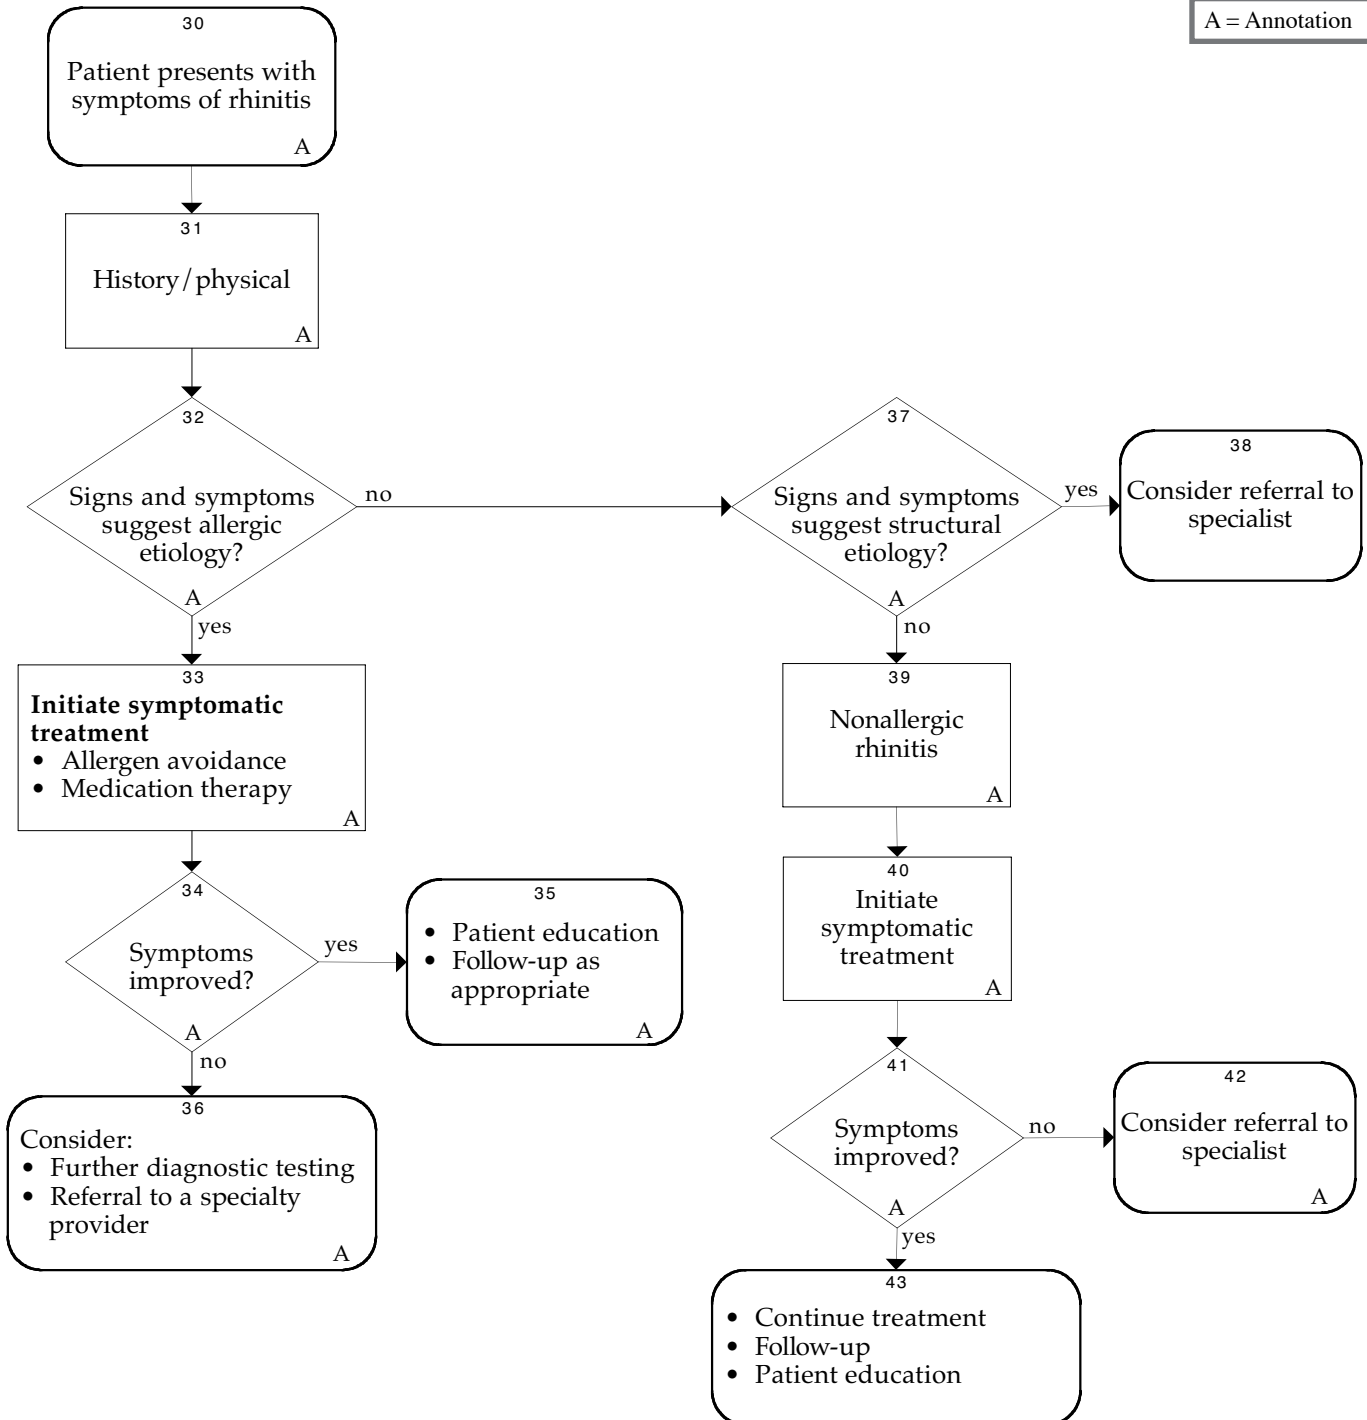 A = Annotation
30
Patient presents with
symptoms of rhinitis
A
31
History/physical
A
32
Signs and symptoms
suggest allergic
etiology?
A
no
yes
37
Signs and symptoms
suggest structural
etiology?
A
yes
no
38
Consider referral to
specialist
33
Initiate symptomatic
treatment
• Allergen avoidance
• Medication therapy
A
34
Symptoms
improved?
A
yes
no
35
• Patient education
• Follow-up as
appropriate
A
36
Consider:
• Further diagnostic testing
• Referral to a specialty
provider
A
39
Nonallergic
rhinitis
A
40
Initiate
symptomatic
treatment
A
41
Symptoms
improved?
A
no
yes
42
Consider referral to
specialist
A
43
• Continue treatment
• Follow-up
• Patient education